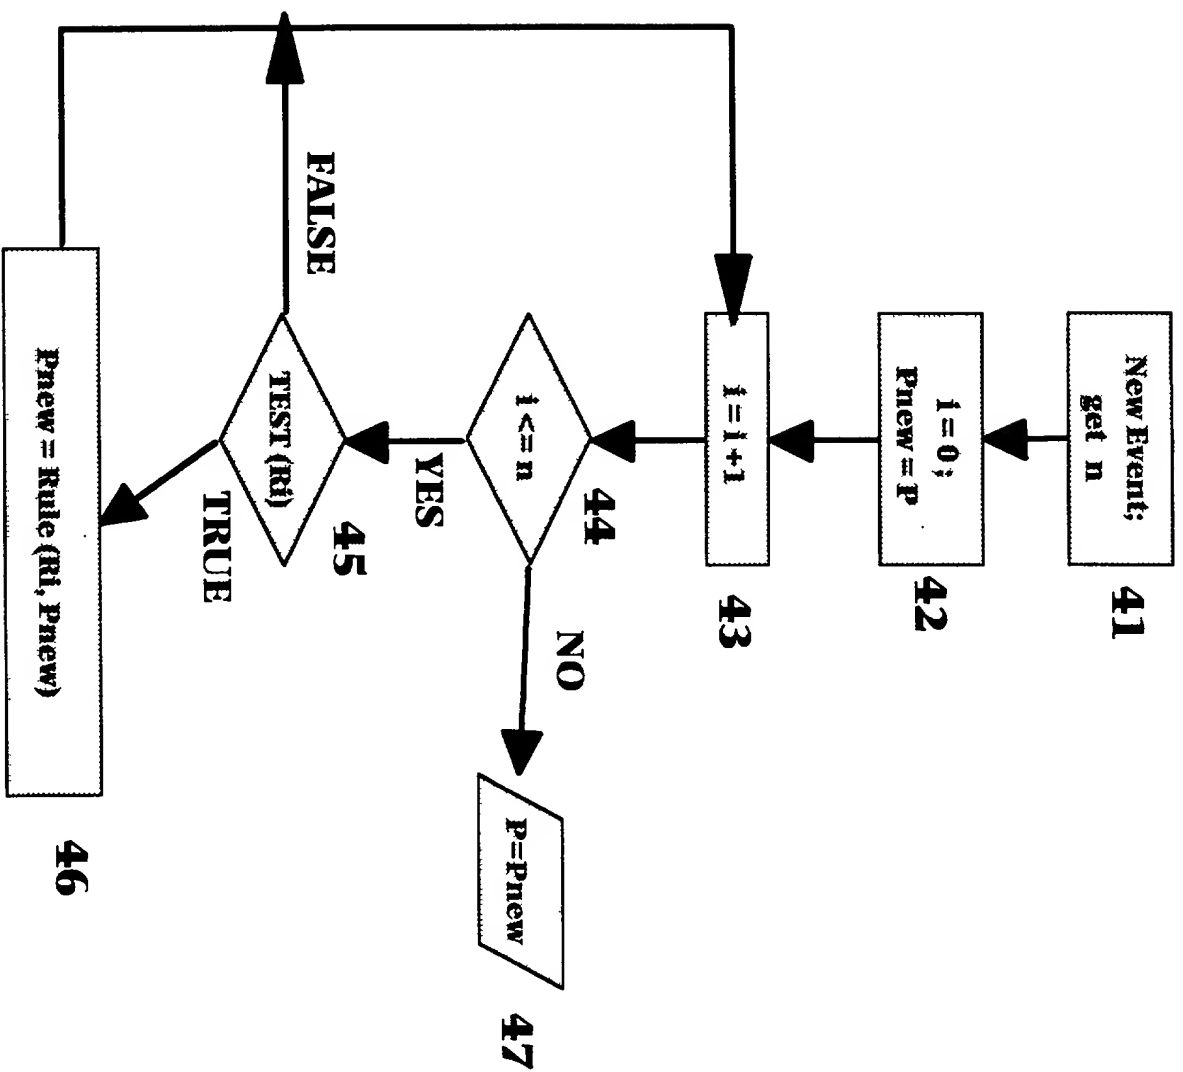 New Event;
get n
41
i = 0;
Pnew = P
42
i = i +1
43
44
i <= n
NO
YES
P=Pnew
47
45
TEST (Ri)
FALSE
TRUE
Pnew = Rule (Ri, Pnew)
46